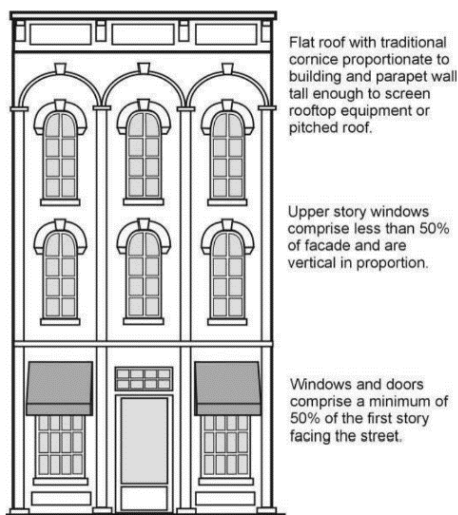 Flat roof with traditional
cornice proportionate to
building and parapet wall
tall enough to screen
rooftop equipment or
pitched roof.
Upper story windows
comprise less than 50%
of facade and are
vertical in proportion.
Windows and doors
comprise a minimum of
50% of the first story
facing the street.